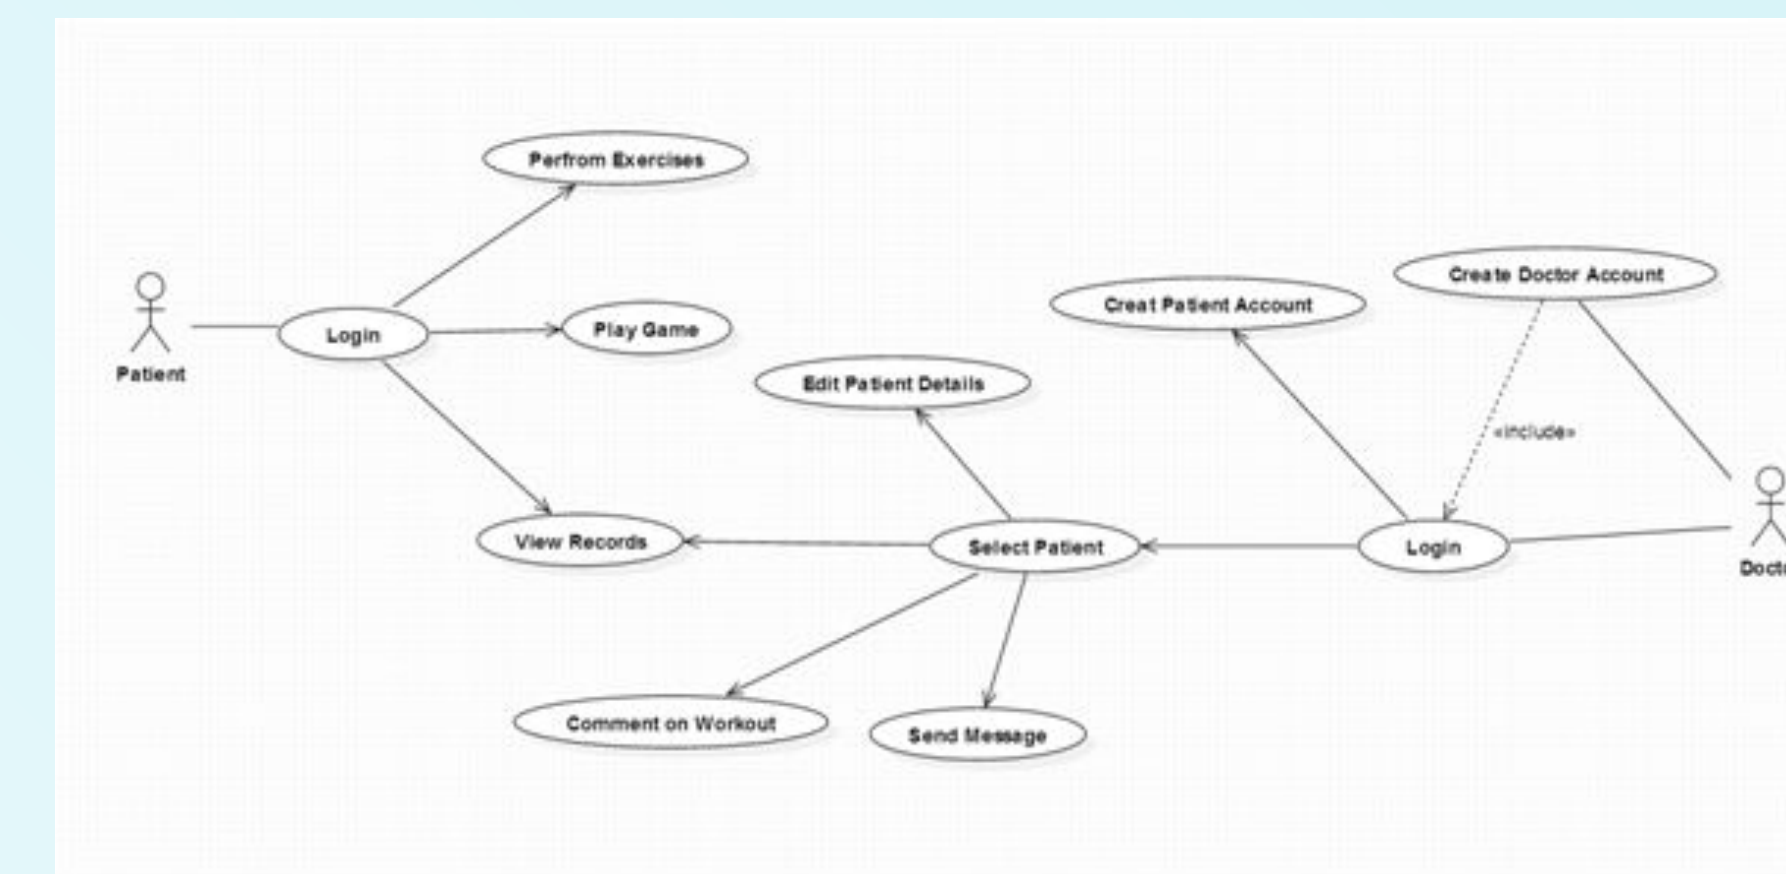 Perfrom Exercises
Create Doctor Account
Creat Patient Account
Login
Play Game
Patient
Edit Patient Details
«include»
View Records
Select Patient
Login
Comment on Workout
Send Message